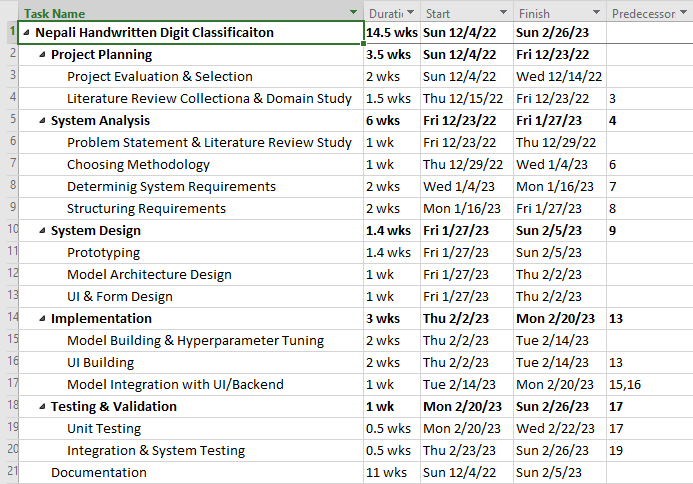 Task Name Duratio Start Finish Predecessor
1 Nepali Handwritten Digit Classificaiton 14.5 wks Sun 12/4/22 Sun 2/26/23
2 Project Planning 3.5 wks Sun 12/4/22 Fri 12/23/22
3 Project Evaluation & Selection 2 wks Sun 12/4/22 Wed 12/14/22
4 Literature Review Collectiona & Domain Study 1.5 wks Thu 12/15/22 Fri 12/23/22 3
5 System Analysis 6 wks Fri 12/23/22 Fri 1/27/23 4
6 Problem Statement & Literature Review Study 1 wk Fri 12/23/22 Thu 12/29/22
7 Choosing Methodology 1 wk Thu 12/29/22 Wed 1/4/23 6
8 Determinig System Requirements 2 wks Wed 1/4/23 Mon 1/16/23 7
9 Structuring Requirements 2 wks Mon 1/16/23 Fri 1/27/23 8
10 System Design 1.4 wks Fri 1/27/23 Sun 2/5/23 9
11 Prototyping 1.4 wks Fri 1/27/23 Sun 2/5/23
12 Model Architecture Design 1 wk Fri 1/27/23 Thu 2/2/23
13 UI & Form Design 1 wk Fri 1/27/23 Thu 2/2/23
14 Implementation 3 wks Thu 2/2/23 Mon 2/20/23 13
15 Model Building & Hyperparameter Tuning 2 wks Thu 2/2/23 Tue 2/14/23
16 UI Building 2 wks Thu 2/2/23 Tue 2/14/23 13
17 Model Integration with UI/Backend 1 wk Tue 2/14/23 Mon 2/20/23 15,16
18 Testing & Validation 1 wk Mon 2/20/23 Sun 2/26/23 17
19 Unit Testing 0.5 wks Mon 2/20/23 Wed 2/22/23 17
20 Integration & System Testing 0.5 wks Thu 2/23/23 Sun 2/26/23 19
21 Documentation 11 wks Sun 12/4/22 Sun 2/5/23